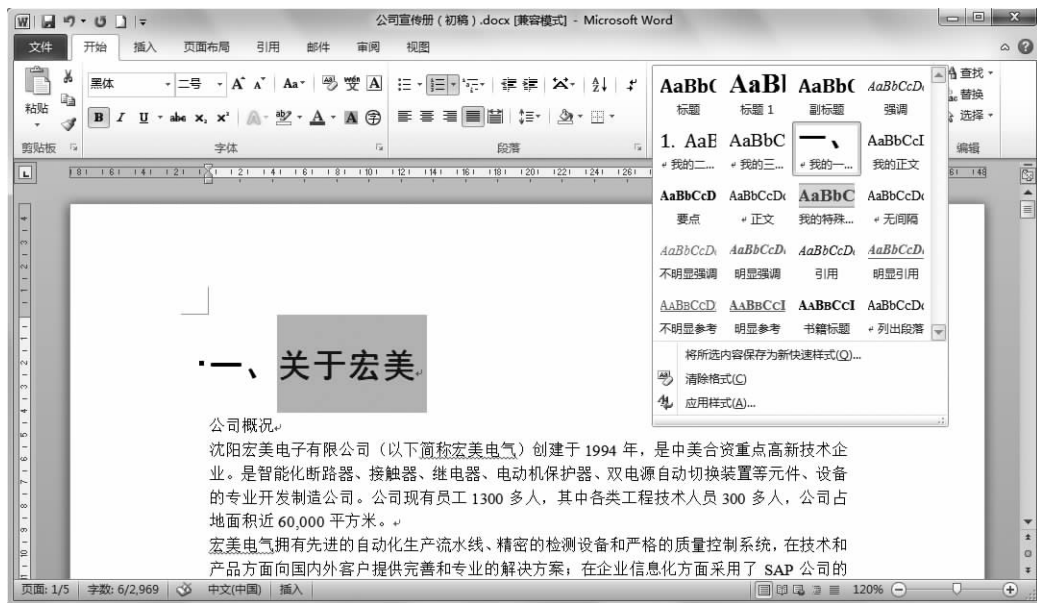 公司宣传册（初稿）.docx [兼容模式] - Microsoft Word
文件 开始 插入 页面布局 引用 邮件 审阅 视图
粘贴
剪贴板
黑体 二号 A A Aa wén 变 A
B I U abc x₂ x² A aby A A 字
字体
段落
AaBb( AaBl AaBb( AaBbCcD
标题 标题 1 副标题 强调
1. AaE AaBbC 一、 AaBbCcI
我的二... 我的三... 我的一... 我的正文
AaBbCcD AaBbCcDc AaBbC AaBbCcDc
要点 正文 我的特殊... 无间隔
AaBbCcD AaBbCcD AaBbCcD AaBbCcD
不明显强调 明显强调 引用 明显引用
AABBCCD AABBCCI AABBCCI AaBbCcDc
不明显参考 明显参考 书籍标题 列出段落
将所选内容保存为新快速样式(Q)...
清除格式(C)
应用样式(A)...
查找
替换
选择
编辑
一、关于宏美
公司概况
沈阳宏美电子有限公司（以下简称宏美电气）创建于 1994 年，是中美合资重点高新技术企
业。是智能化断路器、接触器、继电器、电动机保护器、双电源自动切换装置等元件、设备
的专业开发制造公司。公司现有员工 1300 多人，其中各类工程技术人员 300 多人，公司占
地面积近 60,000 平方米。
宏美电气拥有先进的自动化生产流水线、精密的检测设备和严格的质量控制系统，在技术和
产品方面向国内外客户提供完善和专业的解决方案；在企业信息化方面采用了 SAP 公司的
页面: 1/5 字数: 6/2,969 中文(中国) 插入 120%